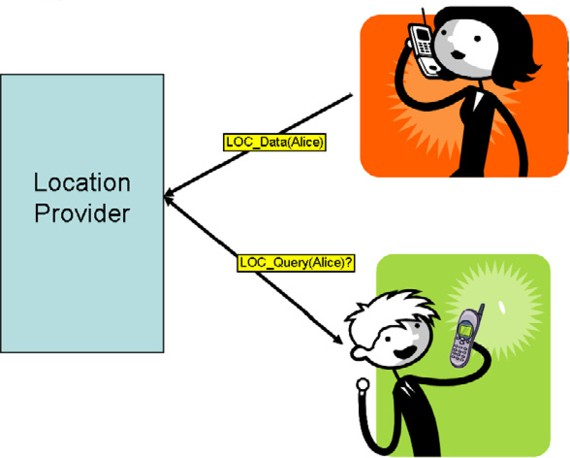 Location
Provider
LOC_Data(Alice)
LOC_Query(Alice)?